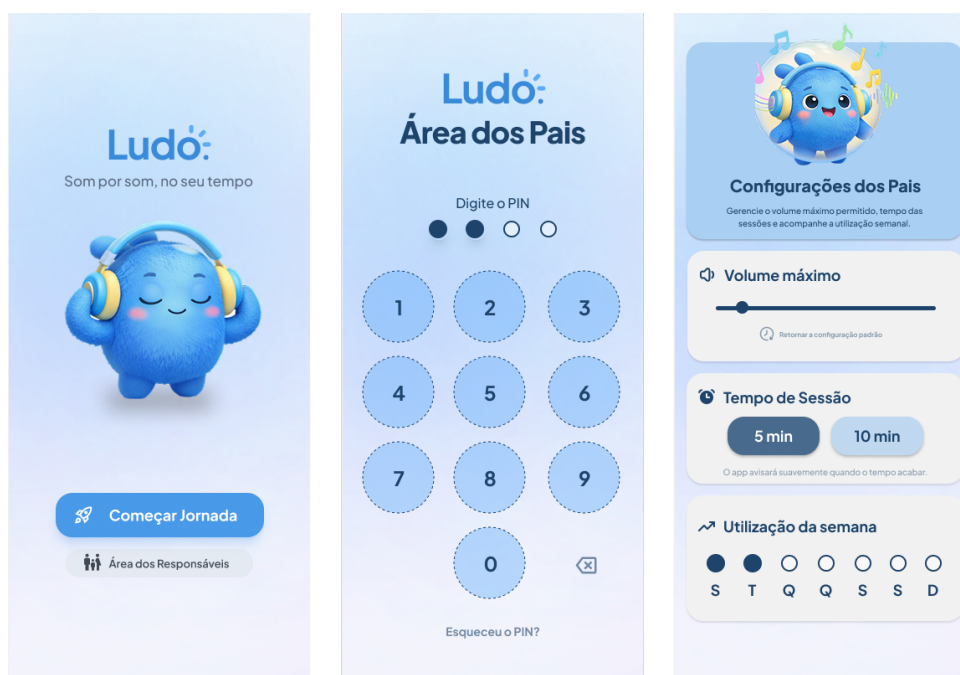 Ludo
Som por som, no seu tempo
Começar Jornada
Área dos Responsáveis
Ludo
Área dos Pais
Digite o PIN
1 2 3
4 5 6
7 8 9
0
Esqueceu o PIN?
Configurações dos Pais
Gerencie o volume máximo permitido, tempo das
sessões e acompanhe a utilização semanal.
Volume máximo
Retornar a configuração padrão
Tempo de Sessão
5 min 10 min
O app avisará suavemente quando o tempo acabar.
Utilização da semana
S T Q Q S S D